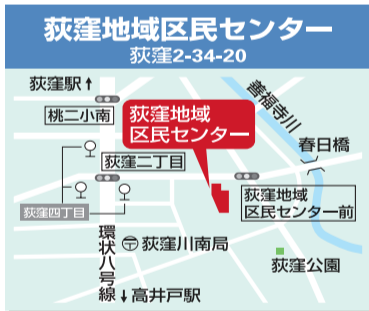 荻窪地域区民センター
荻窪2-34-20
荻窪駅↑
桃二小南
荻窪地域
区民センター
善福寺川
春日橋
荻窪二丁目
荻窪四丁目
荻窪地域
区民センター前
環状八号線
荻窪川南局
荻窪公園
↓高井戸駅